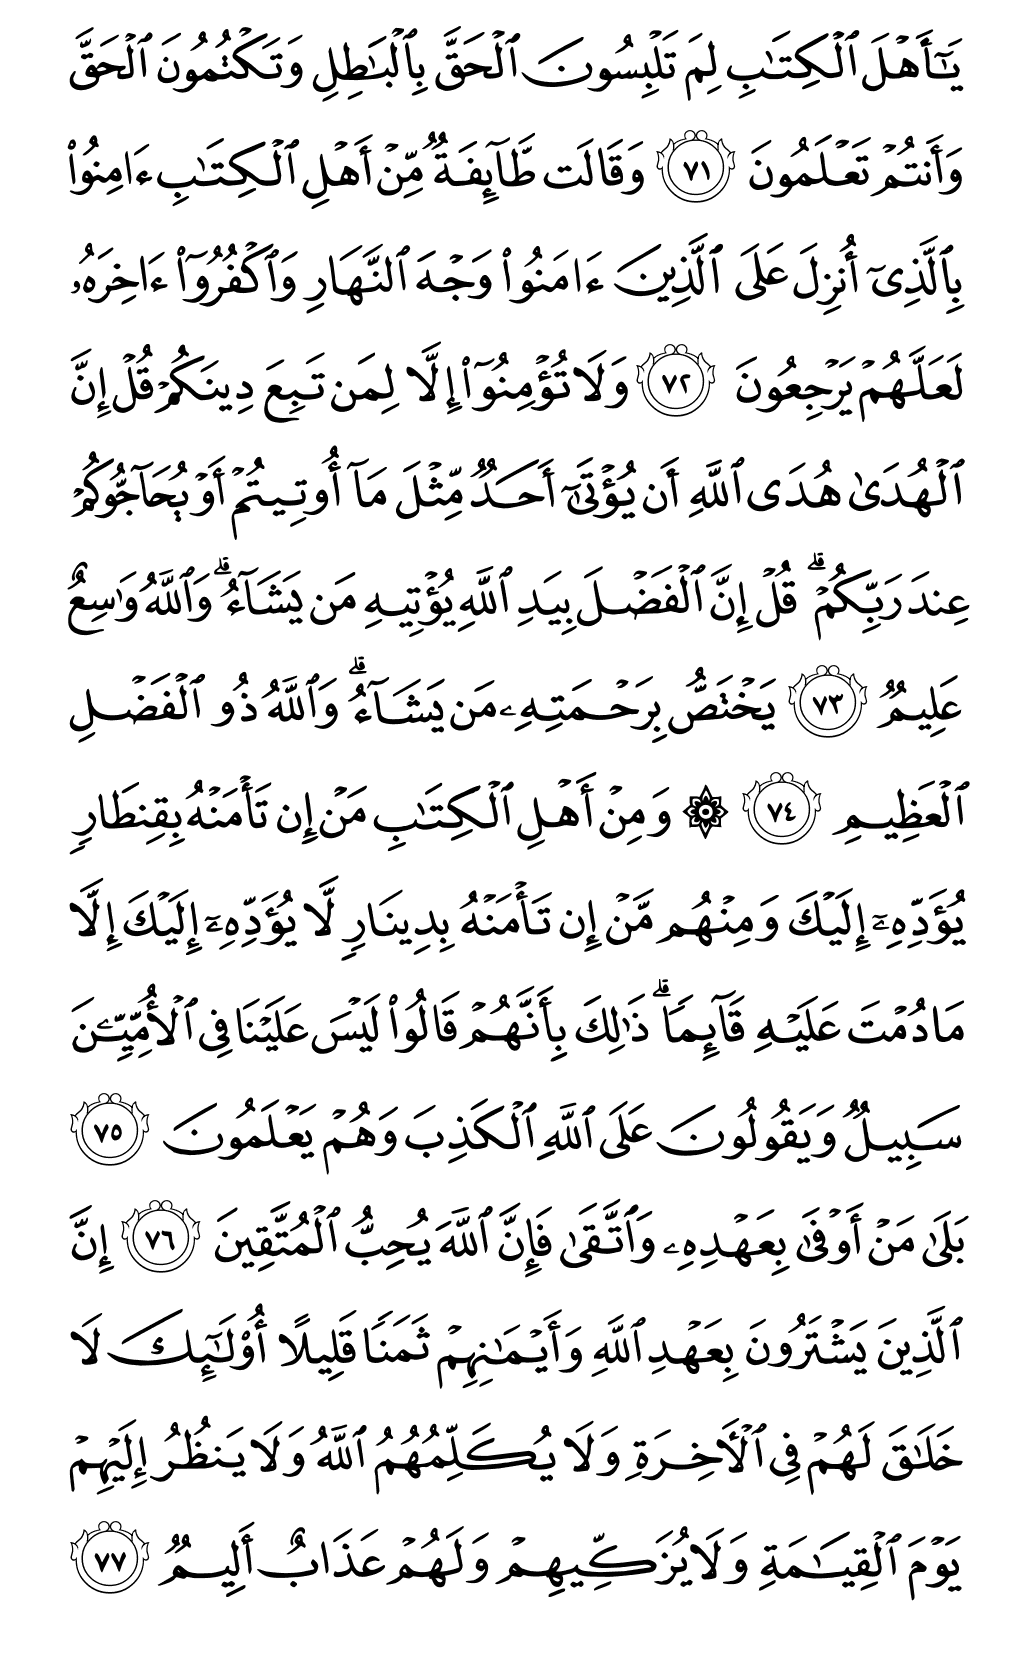 يَـٰٓأَهۡلَ ٱلۡكِتَـٰبِ لِمَ تَلۡبِسُونَ ٱلۡحَقَّ بِٱلۡبَـٰطِلِ وَتَكۡتُمُونَ ٱلۡحَقَّ
وَأَنتُمۡ تَعۡلَمُونَ ٧١ وَقَالَت طَّآئِفَةٌ مِّنۡ أَهۡلِ ٱلۡكِتَـٰبِ ءَامِنُواْ
بِٱلَّذِيٓ أُنزِلَ عَلَى ٱلَّذِينَ ءَامَنُواْ وَجۡهَ ٱلنَّهَارِ وَٱكۡفُرُوٓاْ ءَاخِرَهُۥ
لَعَلَّهُمۡ يَرۡجِعُونَ ٧٢ وَلَا تُؤۡمِنُوٓاْ إِلَّا لِمَن تَبِعَ دِينَكُمۡ قُلۡ إِنَّ
ٱلۡهُدَىٰ هُدَى ٱللَّهِ أَن يُؤۡتَىٰٓ أَحَدٌ مِّثۡلَ مَآ أُوتِيتُمۡ أَوۡ يُحَآجُّوكُمۡ
عِندَ رَبِّكُمۡۗ قُلۡ إِنَّ ٱلۡفَضۡلَ بِيَدِ ٱللَّهِ يُؤۡتِيهِ مَن يَشَآءُۗ وَٱللَّهُ وَٰسِعٌ
عَلِيمٌ ٧٣ يَخۡتَصُّ بِرَحۡمَتِهِۦ مَن يَشَآءُۗ وَٱللَّهُ ذُو ٱلۡفَضۡلِ
ٱلۡعَظِيمِ ٧٤ ۞ وَمِنۡ أَهۡلِ ٱلۡكِتَـٰبِ مَنۡ إِن تَأۡمَنۡهُ بِقِنطَارٍ
يُؤَدِّهِۦٓ إِلَيۡكَ وَمِنۡهُم مَّنۡ إِن تَأۡمَنۡهُ بِدِينَارٍ لَّا يُؤَدِّهِۦٓ إِلَيۡكَ إِلَّا
مَا دُمۡتَ عَلَيۡهِ قَآئِمًاۗ ذَٰلِكَ بِأَنَّهُمۡ قَالُواْ لَيۡسَ عَلَيۡنَا فِي ٱلۡأُمِّيِّـۧنَ
سَبِيلٌ وَيَقُولُونَ عَلَى ٱللَّهِ ٱلۡكَذِبَ وَهُمۡ يَعۡلَمُونَ ٧٥
بَلَىٰ مَنۡ أَوۡفَىٰ بِعَهۡدِهِۦ وَٱتَّقَىٰ فَإِنَّ ٱللَّهَ يُحِبُّ ٱلۡمُتَّقِينَ ٧٦ إِنَّ
ٱلَّذِينَ يَشۡتَرُونَ بِعَهۡدِ ٱللَّهِ وَأَيۡمَـٰنِهِمۡ ثَمَنًا قَلِيلًا أُوْلَـٰٓئِكَ لَا
خَلَـٰقَ لَهُمۡ فِي ٱلۡأٓخِرَةِ وَلَا يُكَلِّمُهُمُ ٱللَّهُ وَلَا يَنظُرُ إِلَيۡهِمۡ
يَوۡمَ ٱلۡقِيَـٰمَةِ وَلَا يُزَكِّيهِمۡ وَلَهُمۡ عَذَابٌ أَلِيمٌ ٧٧